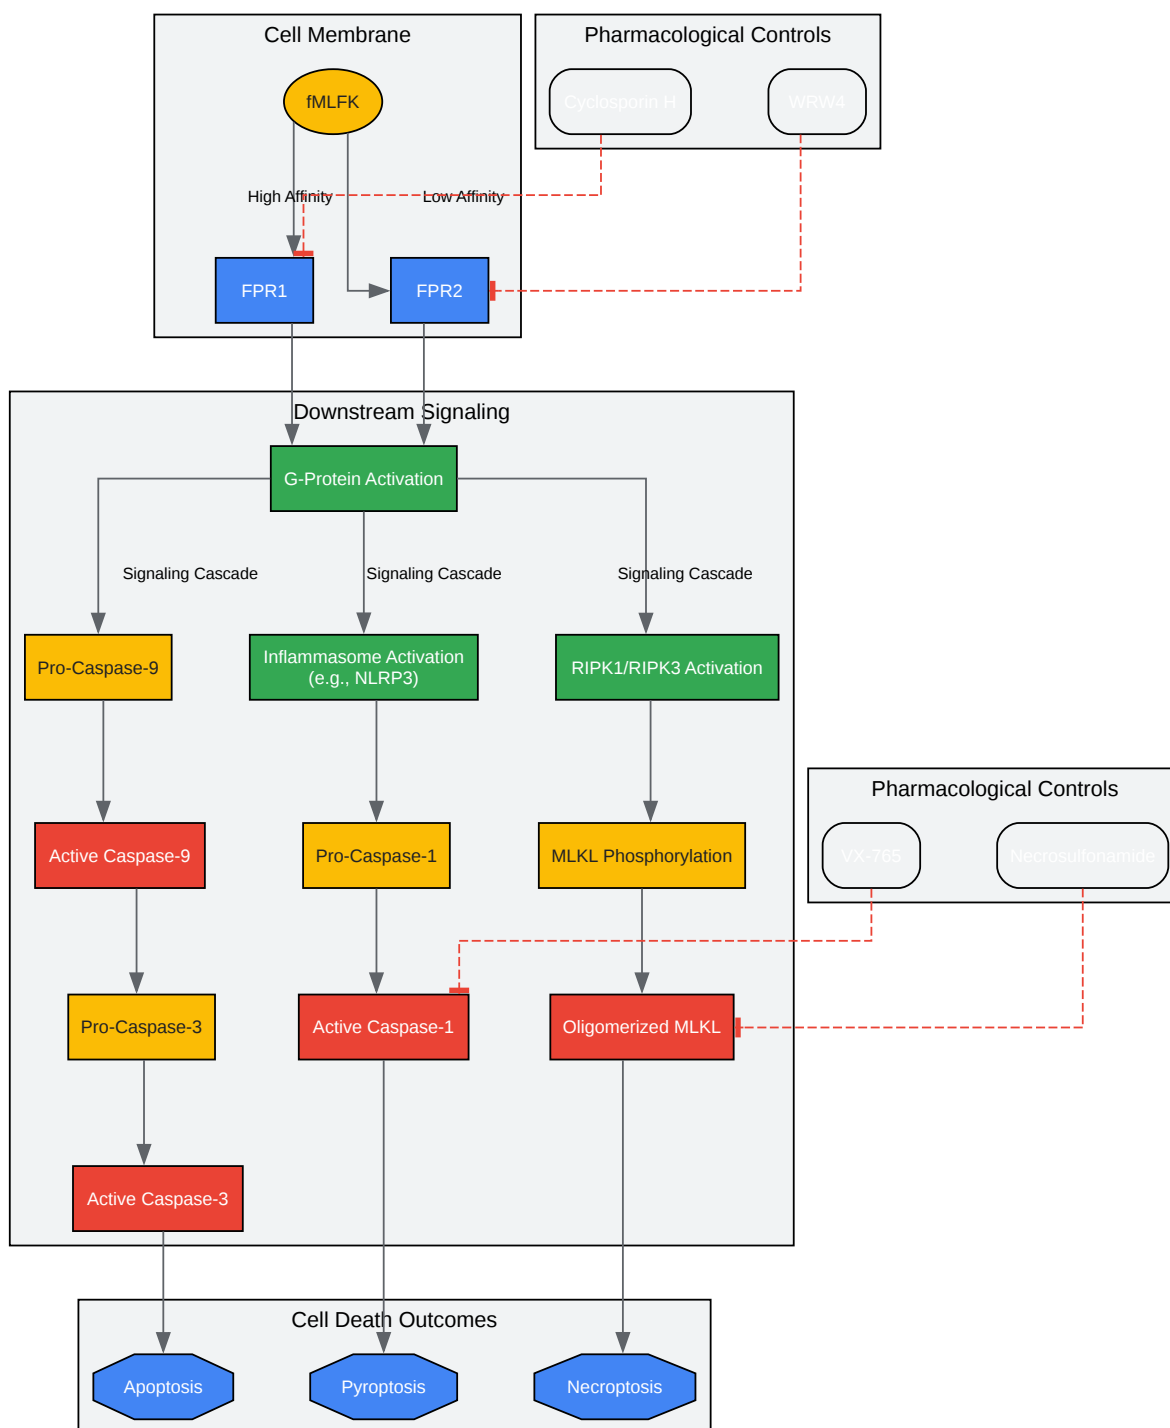 Cell Membrane
Pharmacological Controls
fMLFK
Cyclosporin H
WRW4
High Affinity
Low Affinity
FPR1
FPR2
Downstream Signaling
G-Protein Activation
Signaling Cascade
Signaling Cascade
Signaling Cascade
Pro-Caspase-9
Inflammasome Activation
(e.g., NLRP3)
RIPK1/RIPK3 Activation
Pharmacological Controls
Active Caspase-9
Pro-Caspase-1
MLKL Phosphorylation
VX-765
Necrosulfonamide
Pro-Caspase-3
Active Caspase-1
Oligomerized MLKL
Active Caspase-3
Cell Death Outcomes
Apoptosis
Pyroptosis
Necroptosis